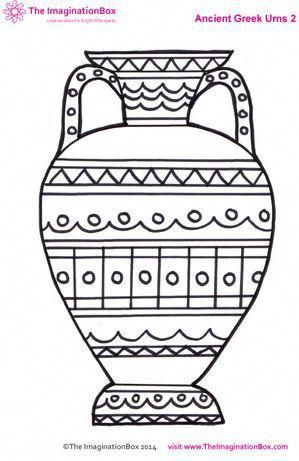 The ImaginationBox
creative ideas for bright little sparks
Ancient Greek Urns 2
©The ImaginationBox 2014
visit www.TheImaginationBox.com